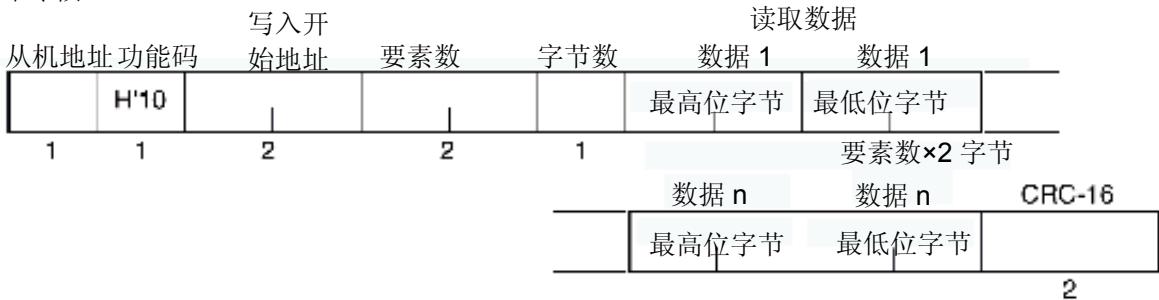 写入开 读取数据
从机地址 功能码 始地址 要素数 字节数 数据 1 数据 1
H'10 最高位字节 最低位字节
1 1 2 2 1 要素数×2 字节
数据 n 数据 n CRC-16
最高位字节 最低位字节
2